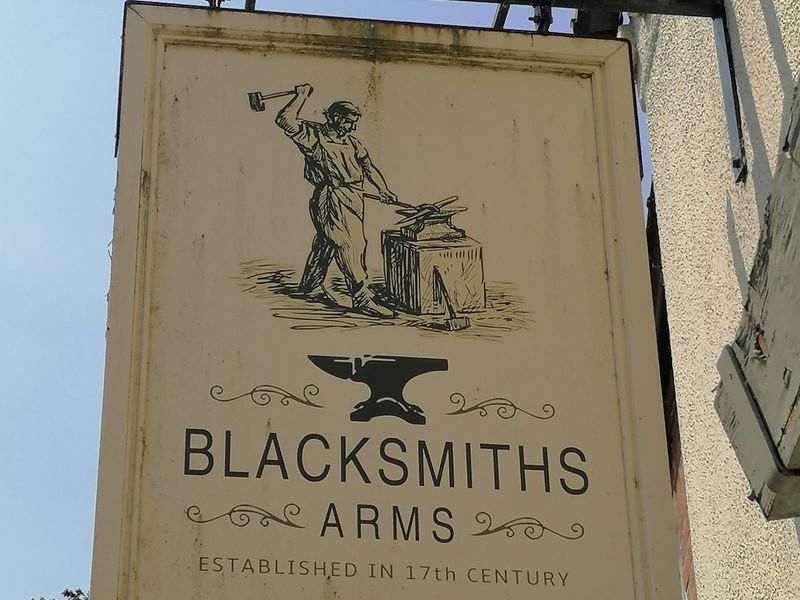 BLACKSMITHS
ARMS
ESTABLISHED IN 17th CENTURY